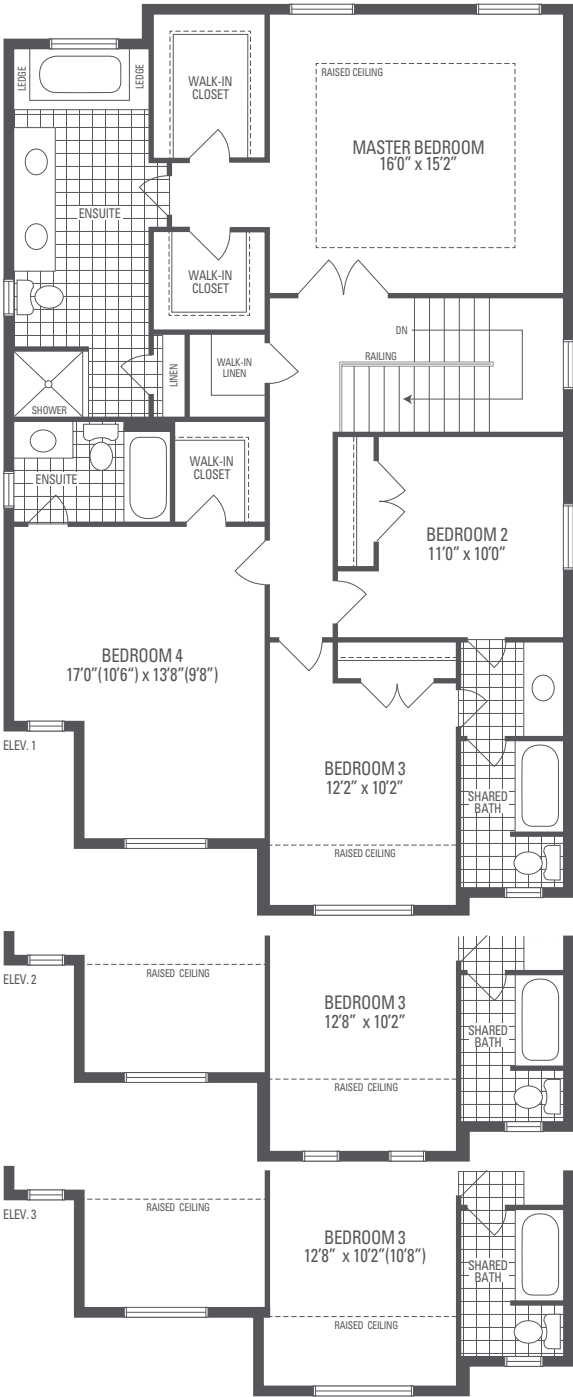 LEDGE
LEDGE
WALK-IN
CLOSET
RAISED CEILING
MASTER BEDROOM
16'0" x 15'2"
ENSUITE
WALK-IN
CLOSET
DN
RAILING
WALK-IN
LINEN
LINEN
SHOWER
WALK-IN
CLOSET
ENSUITE
BEDROOM 2
11'0" x 10'0"
BEDROOM 4
17'0"(10'6") x 13'8"(9'8")
ELEV. 1
BEDROOM 3
12'2" x 10'2"
SHARED
BATH
RAISED CEILING
ELEV. 2
RAISED CEILING
BEDROOM 3
12'8" x 10'2"
SHARED
BATH
RAISED CEILING
ELEV. 3
RAISED CEILING
BEDROOM 3
12'8" x 10'2"(10'8")
SHARED
BATH
RAISED CEILING